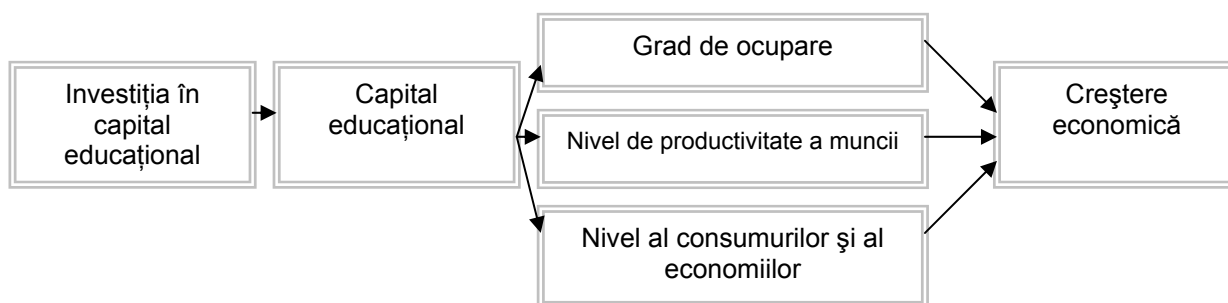 Investiția în
capital
educațional
Capital
educațional
Grad de ocupare
Nivel de productivitate a muncii
Nivel al consumurilor şi al
economiilor
Creştere
economică